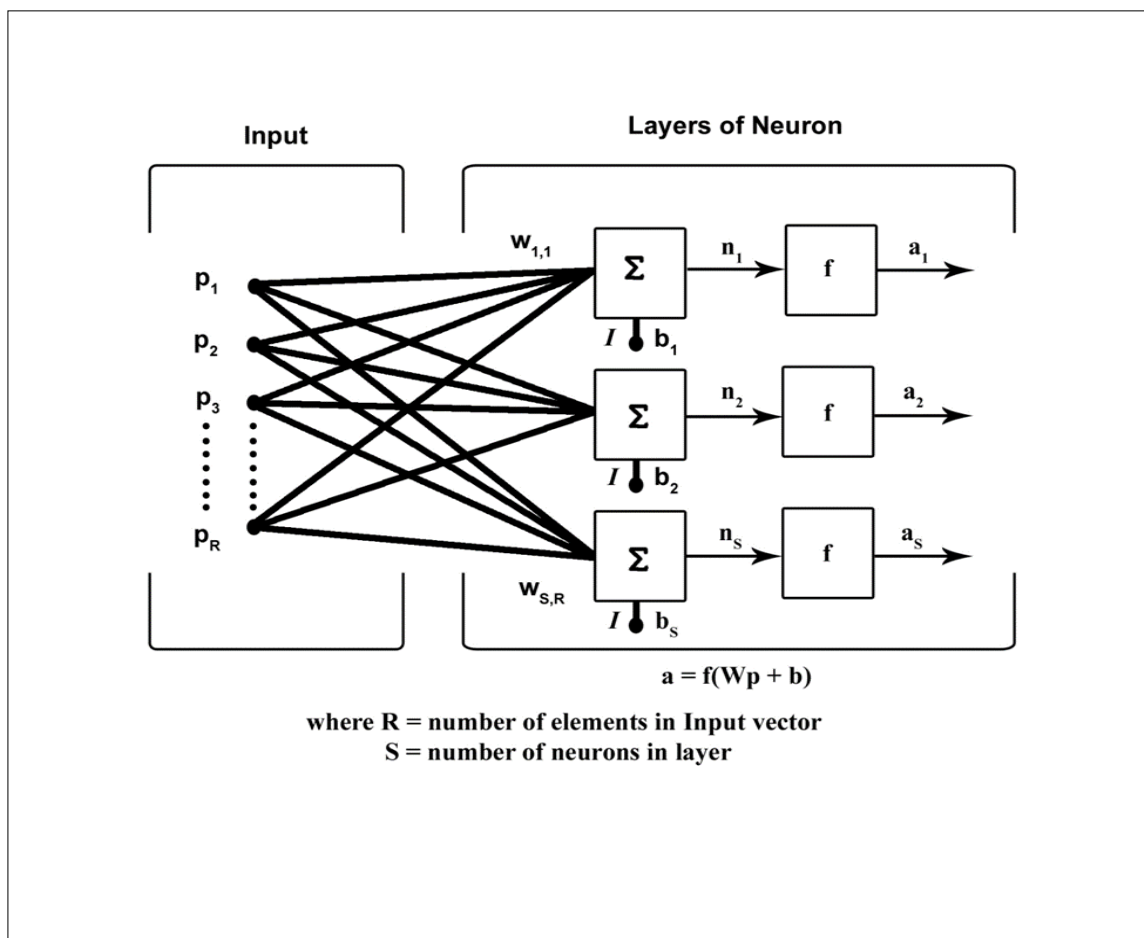 Input
Layers of Neuron
w1,1
n1
a1
p1
Σ
f
I b1
p2
p3
n2
a2
Σ
f
I b2
pR
nS
aS
Σ
f
wS,R
I bS
a = f(Wp + b)
where R = number of elements in Input vector
S = number of neurons in layer